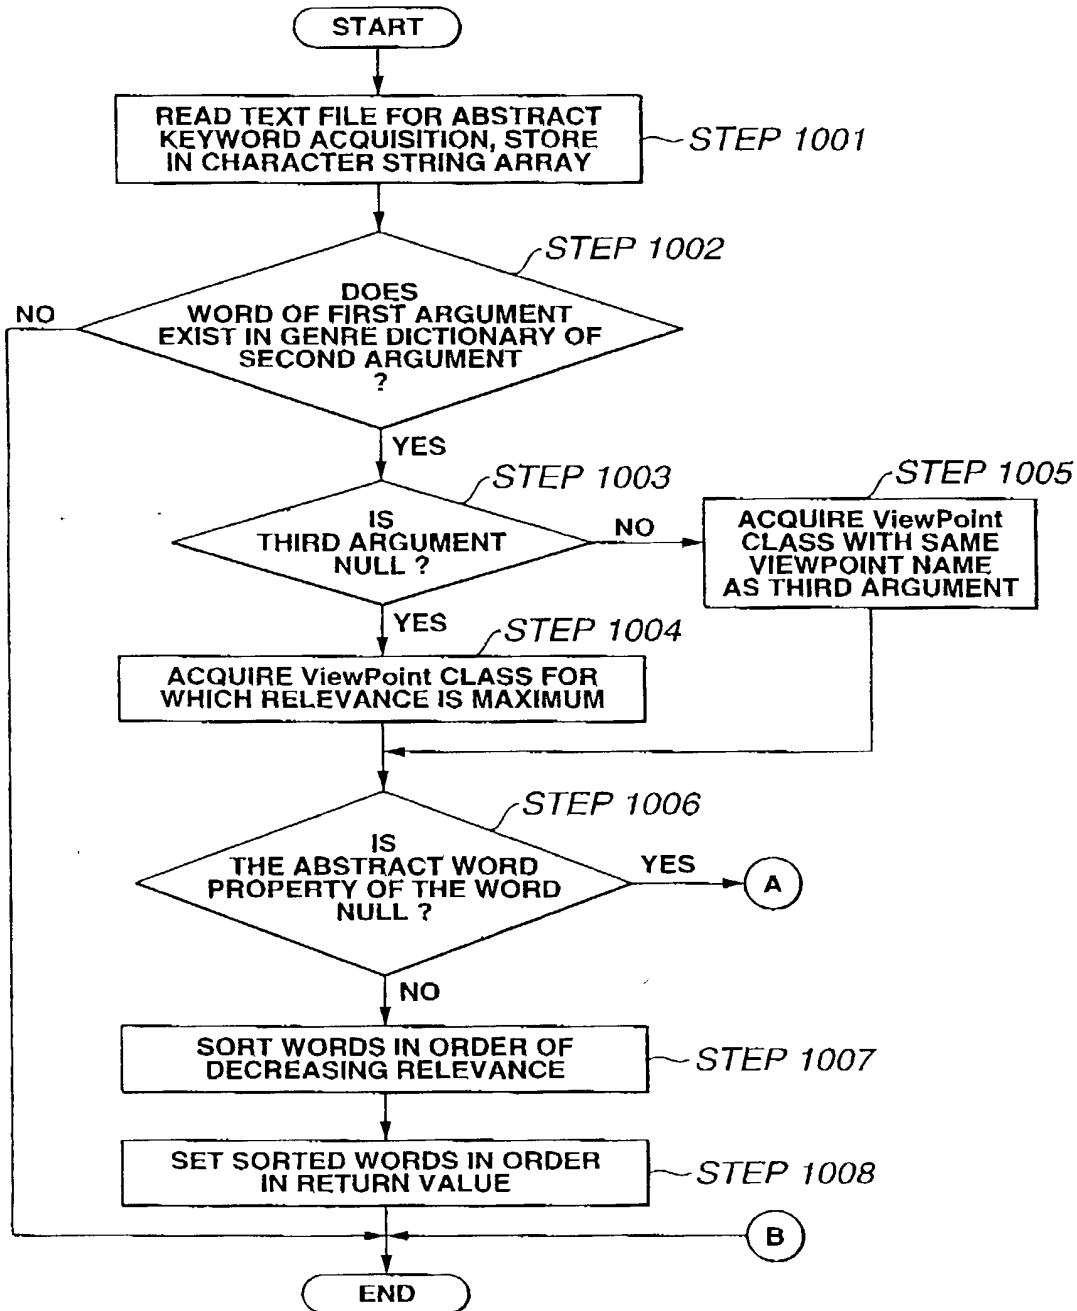 START
READ TEXT FILE FOR ABSTRACT
KEYWORD ACQUISITION, STORE
IN CHARACTER STRING ARRAY
STEP 1001
STEP 1002
DOES
WORD OF FIRST ARGUMENT
EXIST IN GENRE DICTIONARY OF
SECOND ARGUMENT
?
NO
YES
STEP 1003
IS
THIRD ARGUMENT
NULL ?
NO
STEP 1005
ACQUIRE ViewPoint
CLASS WITH SAME
VIEWPOINT NAME
AS THIRD ARGUMENT
YES
STEP 1004
ACQUIRE ViewPoint CLASS FOR
WHICH RELEVANCE IS MAXIMUM
STEP 1006
IS
THE ABSTRACT WORD
PROPERTY OF THE WORD
NULL ?
YES
A
NO
SORT WORDS IN ORDER OF
DECREASING RELEVANCE
STEP 1007
SET SORTED WORDS IN ORDER
IN RETURN VALUE
STEP 1008
B
END